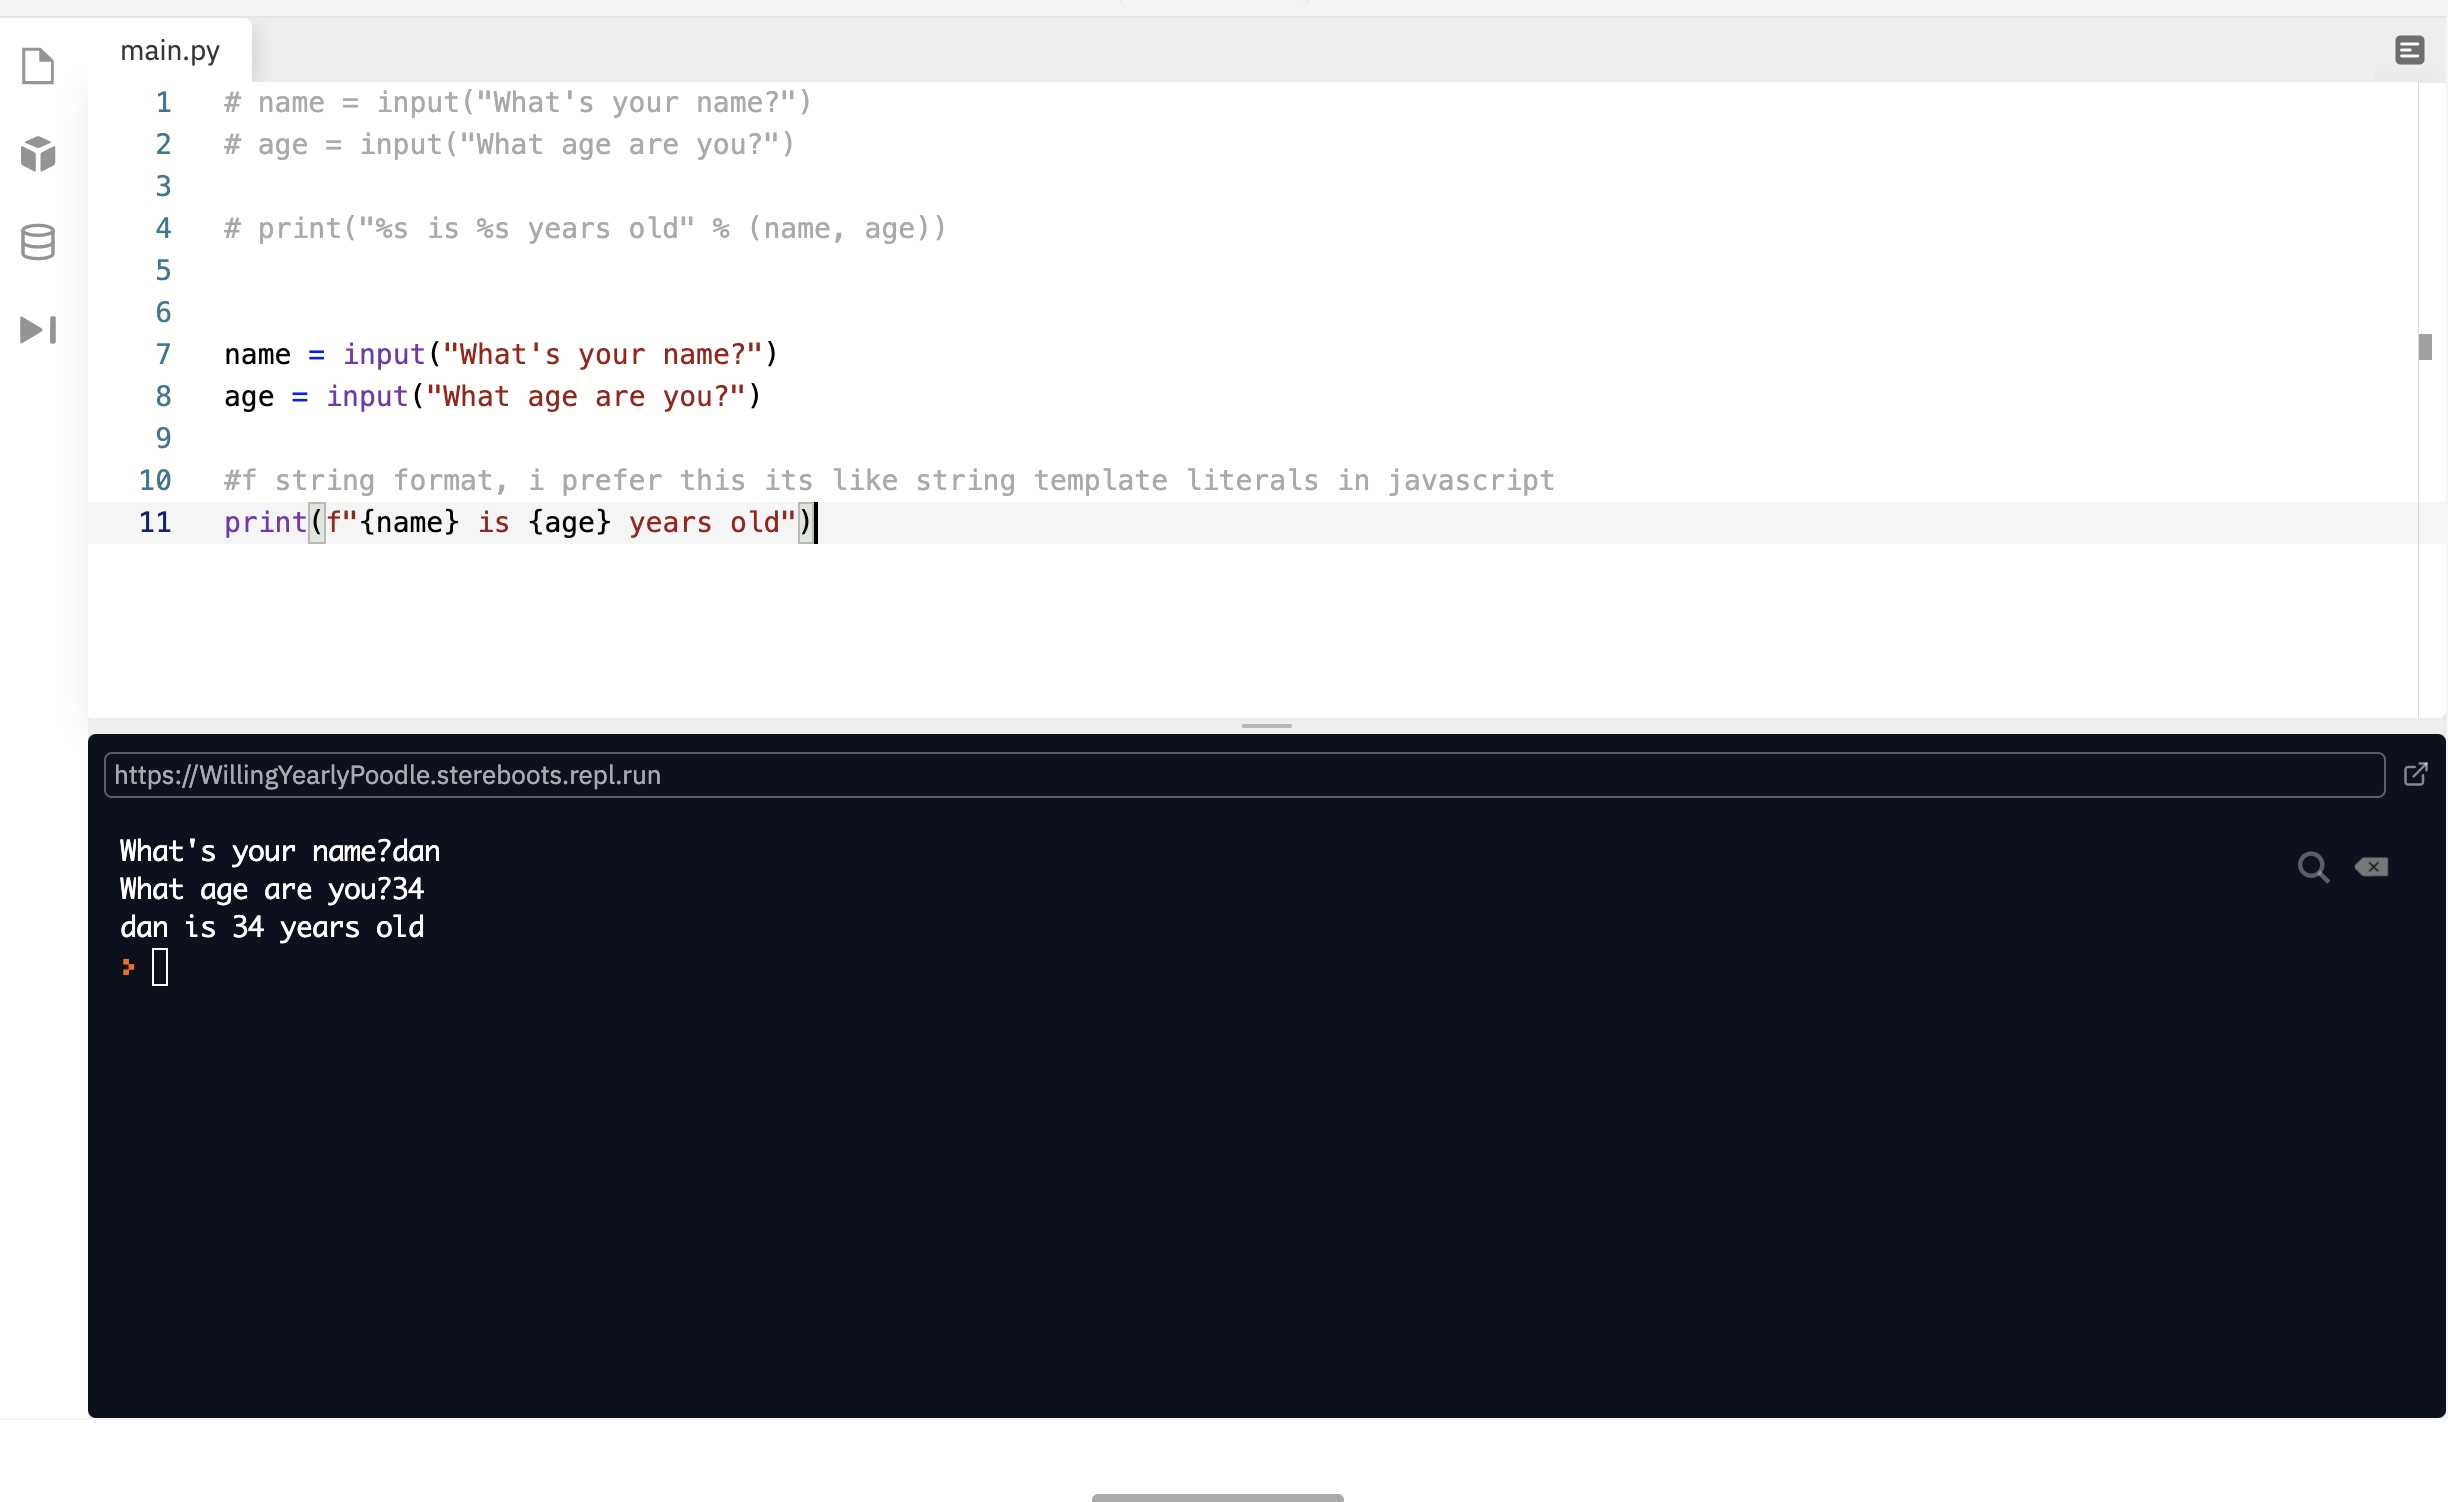 main.py
1 # name = input("What's your name?")
2 # age = input("What age are you?")
3
4 # print("%s is %s years old" % (name, age))
5
6
7 name = input("What's your name?")
8 age = input("What age are you?")
9
10 #f string format, i prefer this its like string template literals in javascript
11 print(f"{name} is {age} years old")
https://WillingYearlyPoodle.stereboots.repl.run
What's your name?dan
What age are you?34
dan is 34 years old
>